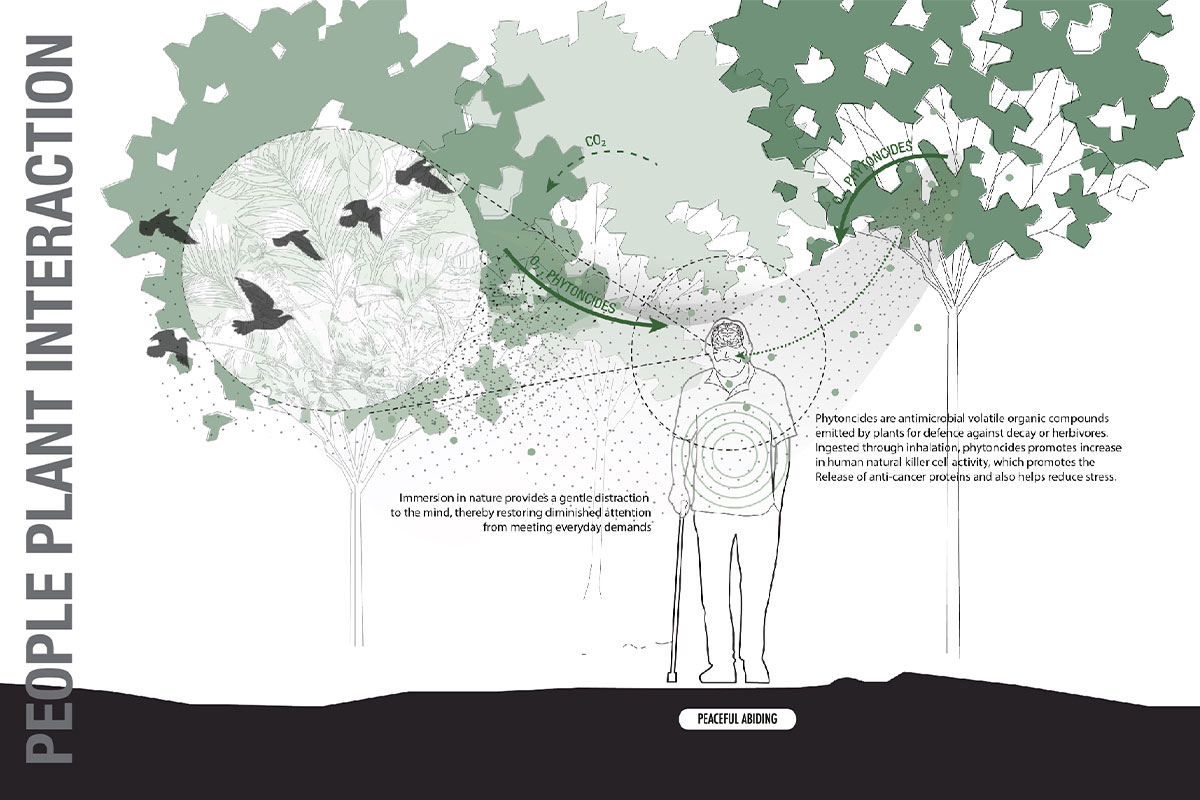 PEOPLE PLANT INTERACTION
CO₂
O₂ PHYTONCIDES
O₂ PHYTONCIDES
Phytoncides are antimicrobial volatile organic compounds
emitted by plants for defence against decay or herbivores.
Ingested through inhalation, phytoncides promotes increase
in human natural killer cell activity, which promotes the
Release of anti-cancer proteins and also helps reduce stress.
Immersion in nature provides a gentle distraction
to the mind, thereby restoring diminished attention
from meeting everyday demands
PEACEFUL ABIDING